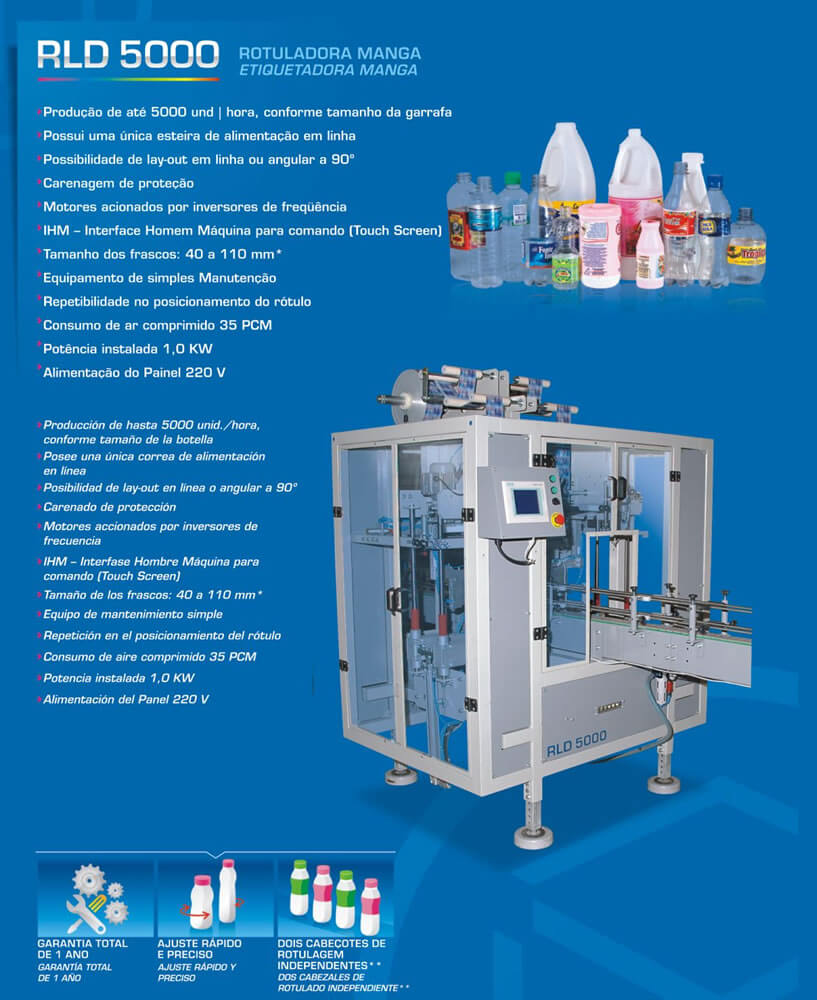 RLD 5000
ROTULADORA MANGA
ETIQUETADORA MANGA
Produção de até 5000 und | hora, conforme tamanho da garrafa
Possui uma única esteira de alimentação em linha
Possibilidade de lay-out em linha ou angular a 90º
Carenagem de proteção
Motores acionados por inversores de freqüência
IHM – Interface Homem Máquina para comando (Touch Screen)
Tamanho dos frascos: 40 a 110 mm*
Equipamento de simples Manutenção
Repetibilidade no posicionamento do rótulo
Consumo de ar comprimido 35 PCM
Potência instalada 1,0 KW
Alimentação do Painel 220 V
Producción de hasta 5000 unid./hora,
conforme tamaño de la botella
Posee una única correa de alimentación
en línea
Posibilidad de lay-out en línea o angular a 90º
Carenado de protección
Motores accionados por inversores de
frecuencia
IHM – Interfase Hombre Máquina para
comando (Touch Screen)
Tamaño de los frascos: 40 a 110 mm*
Equipo de mantenimiento simple
Repetición en el posicionamiento del rótulo
Consumo de aire comprimido 35 PCM
Potencia instalada 1,0 KW
Alimentación del Panel 220 V
RLD 5000
GARANTIA TOTAL
DE 1 ANO
GARANTÍA TOTAL
DE 1 AÑO
AJUSTE RÁPIDO
E PRECISO
AJUSTE RÁPIDO Y
PRECISO
DOIS CABEÇOTES DE
ROTULAGEM
INDEPENDENTES**
DOS CABEZALES DE
ROTULADO INDEPENDIENTE**